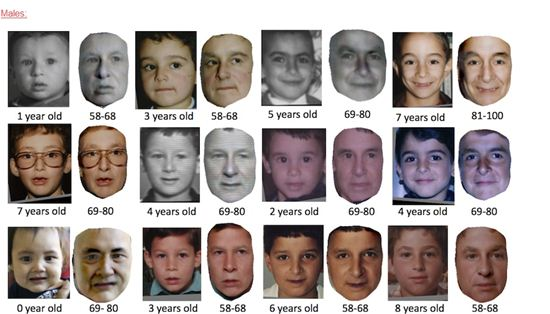 Males:
1 year old 58-68 3 years old 58-68 5 years old 69-80 7 years old 81-100
7 years old 69-80 4 years old 69-80 2 years old 69-80 4 years old 69-80
0 year old 69- 80 3 years old 58-68 6 years old 58-68 8 years old 58-68